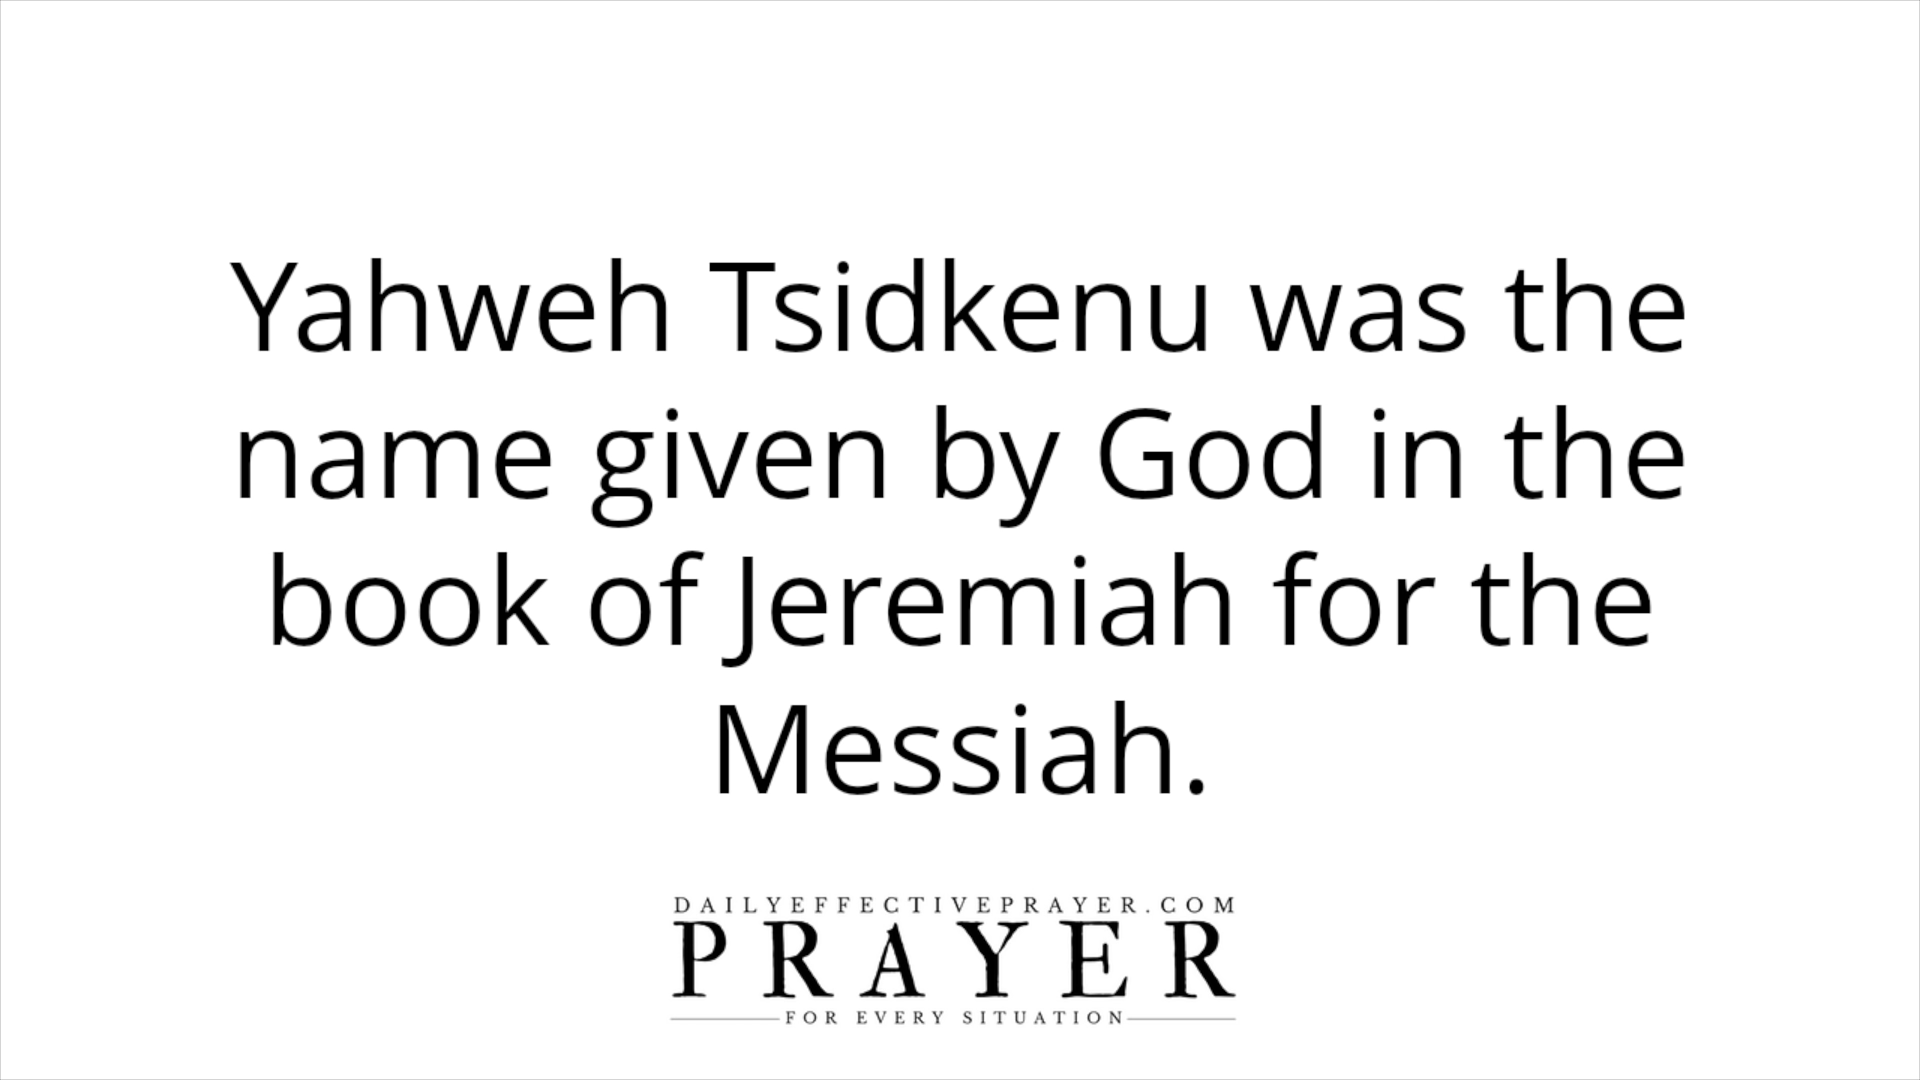 Yahweh Tsidkenu was the
name given by God in the
book of Jeremiah for the
Messiah.
DAILYEFFECTIVEPRAYER.COM
PRAYER
FOR EVERY SITUATION